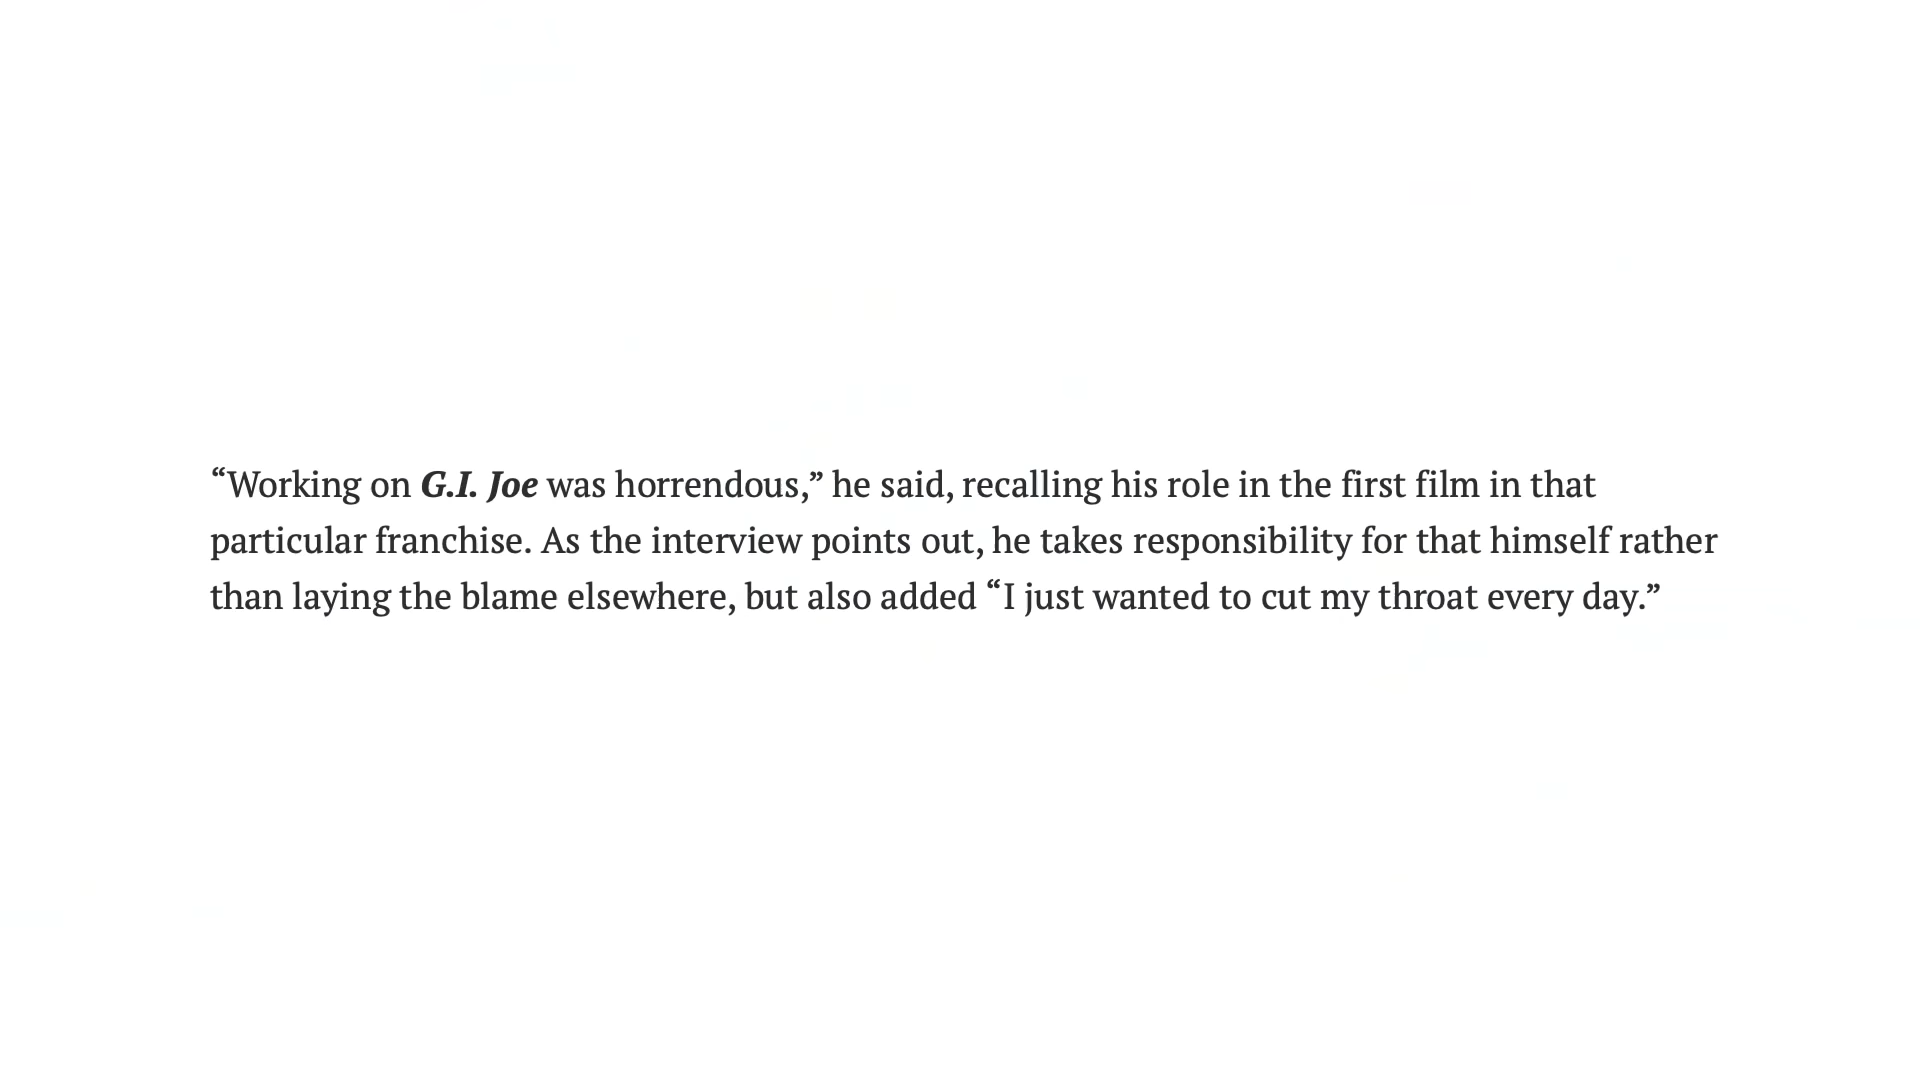 “Working on G.I. Joe was horrendous,” he said, recalling his role in the first film in that
particular franchise. As the interview points out, he takes responsibility for that himself rather
than laying the blame elsewhere, but also added “I just wanted to cut my throat every day.”